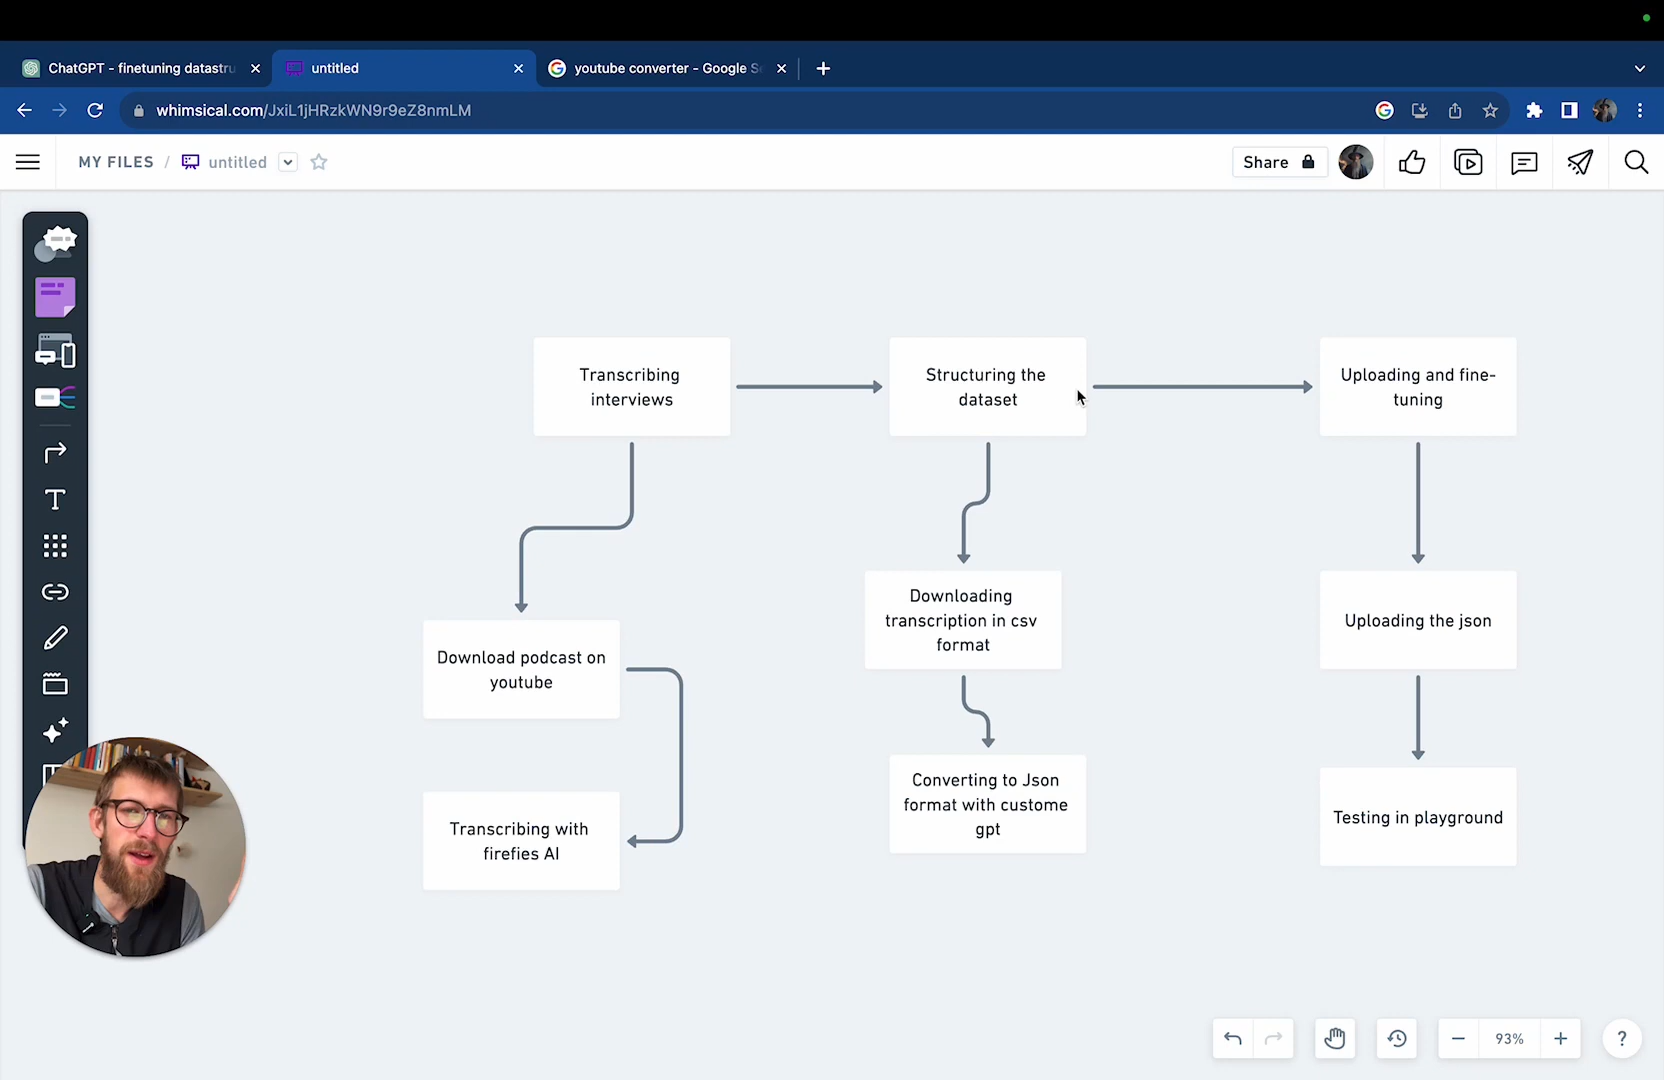 ChatGPT - finetuning datastru
untitled
youtube converter - Google S
whimsical.com/JxiL1jHRzkWN9r9eZ8nmLM
MY FILES / untitled
Share
Transcribing
interviews
Structuring the
dataset
Uploading and fine-
tuning
Download podcast on
youtube
Downloading
transcription in csv
format
Uploading the json
Transcribing with
firefies AI
Converting to Json
format with custome
gpt
Testing in playground
93%
?